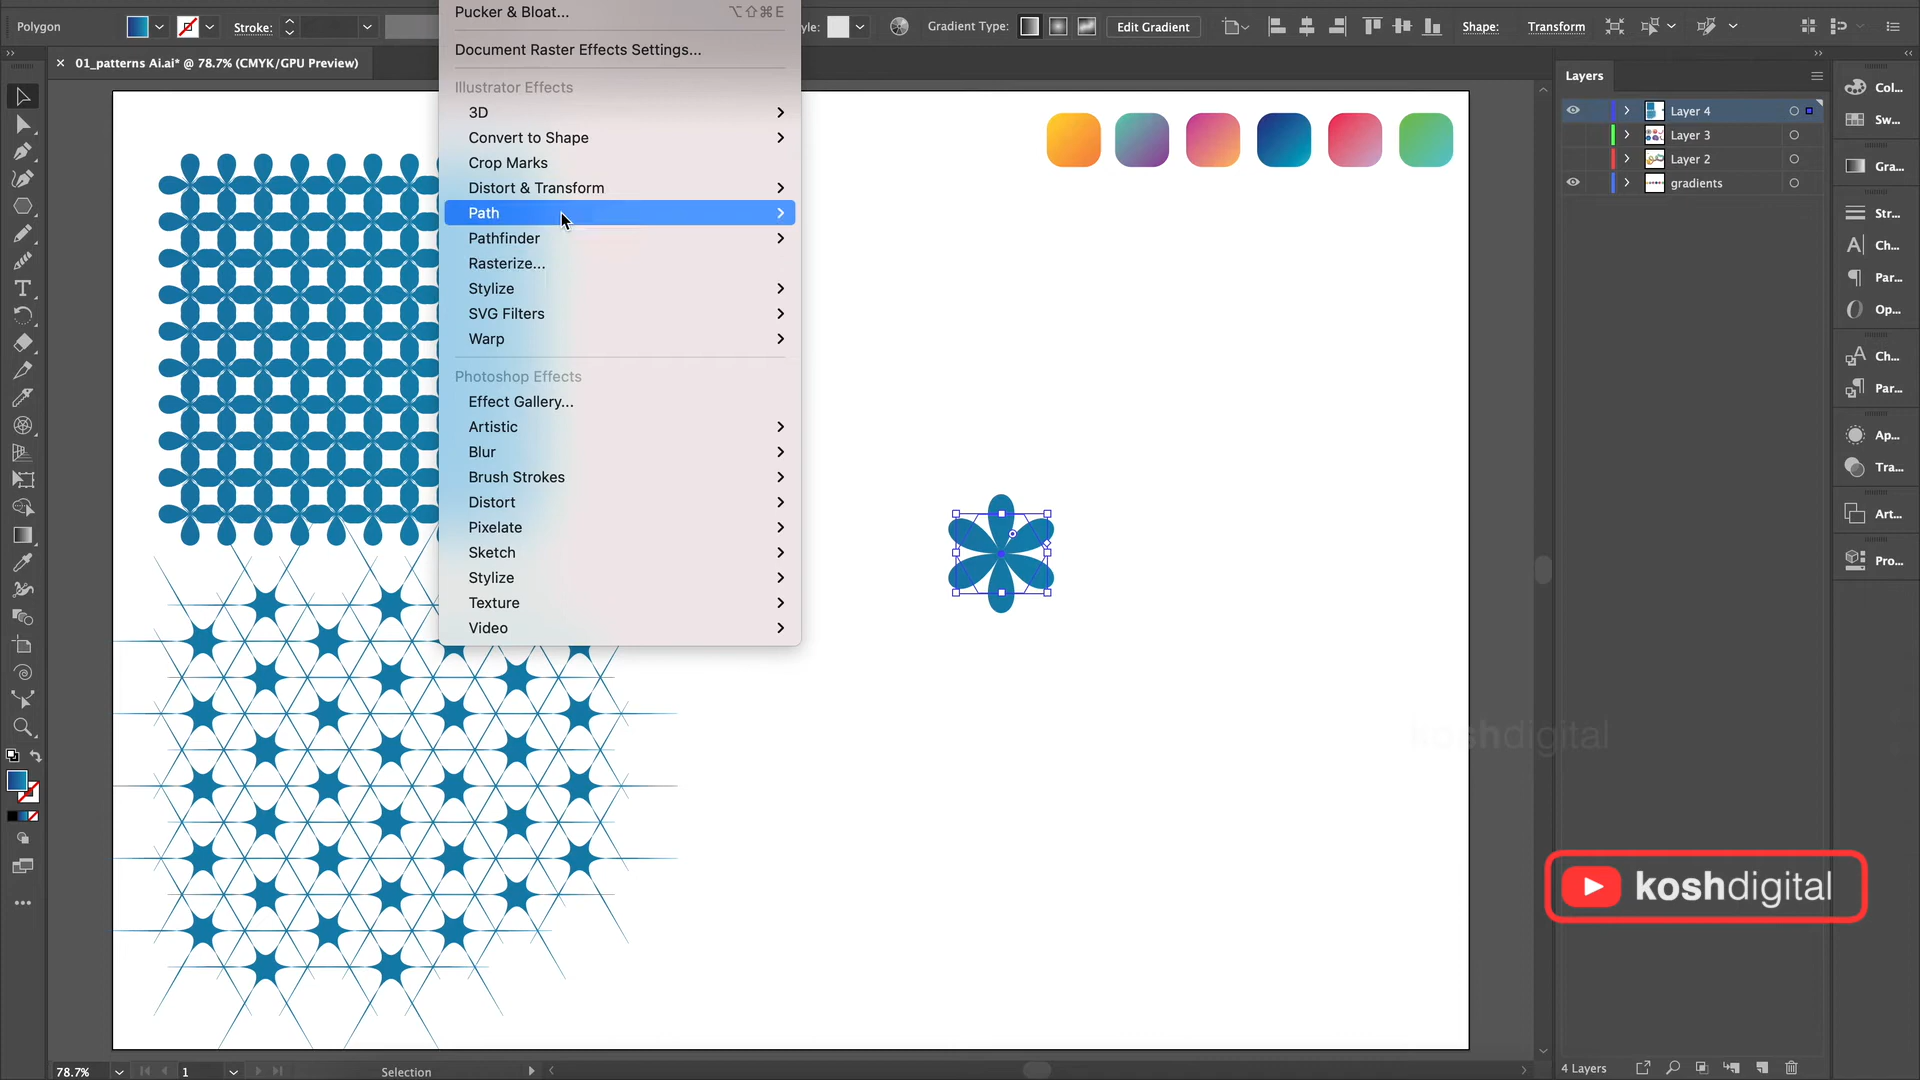 Pucker & Bloat... ⌥⇧⌘E
Polygon
Stroke:
yle:
Gradient Type:
Edit Gradient
Shape:
Transform
Document Raster Effects Settings...
01_patterns Ai.ai* @ 78.7% (CMYK/GPU Preview)
Illustrator Effects
3D
Convert to Shape
Crop Marks
Distort & Transform
Path
Pathfinder
Rasterize...
Stylize
SVG Filters
Warp
Photoshop Effects
Effect Gallery...
Artistic
Blur
Brush Strokes
Distort
Pixelate
Sketch
Stylize
Texture
Video
Layers
Layer 4
Layer 3
Layer 2
gradients
Col...
Sw...
Gra...
Str...
Ch...
Par...
Op...
Ch...
Par...
Ap...
Tra...
Art...
Pro...
koshdigital
koshdigital
78.7%
1
Selection
4 Layers